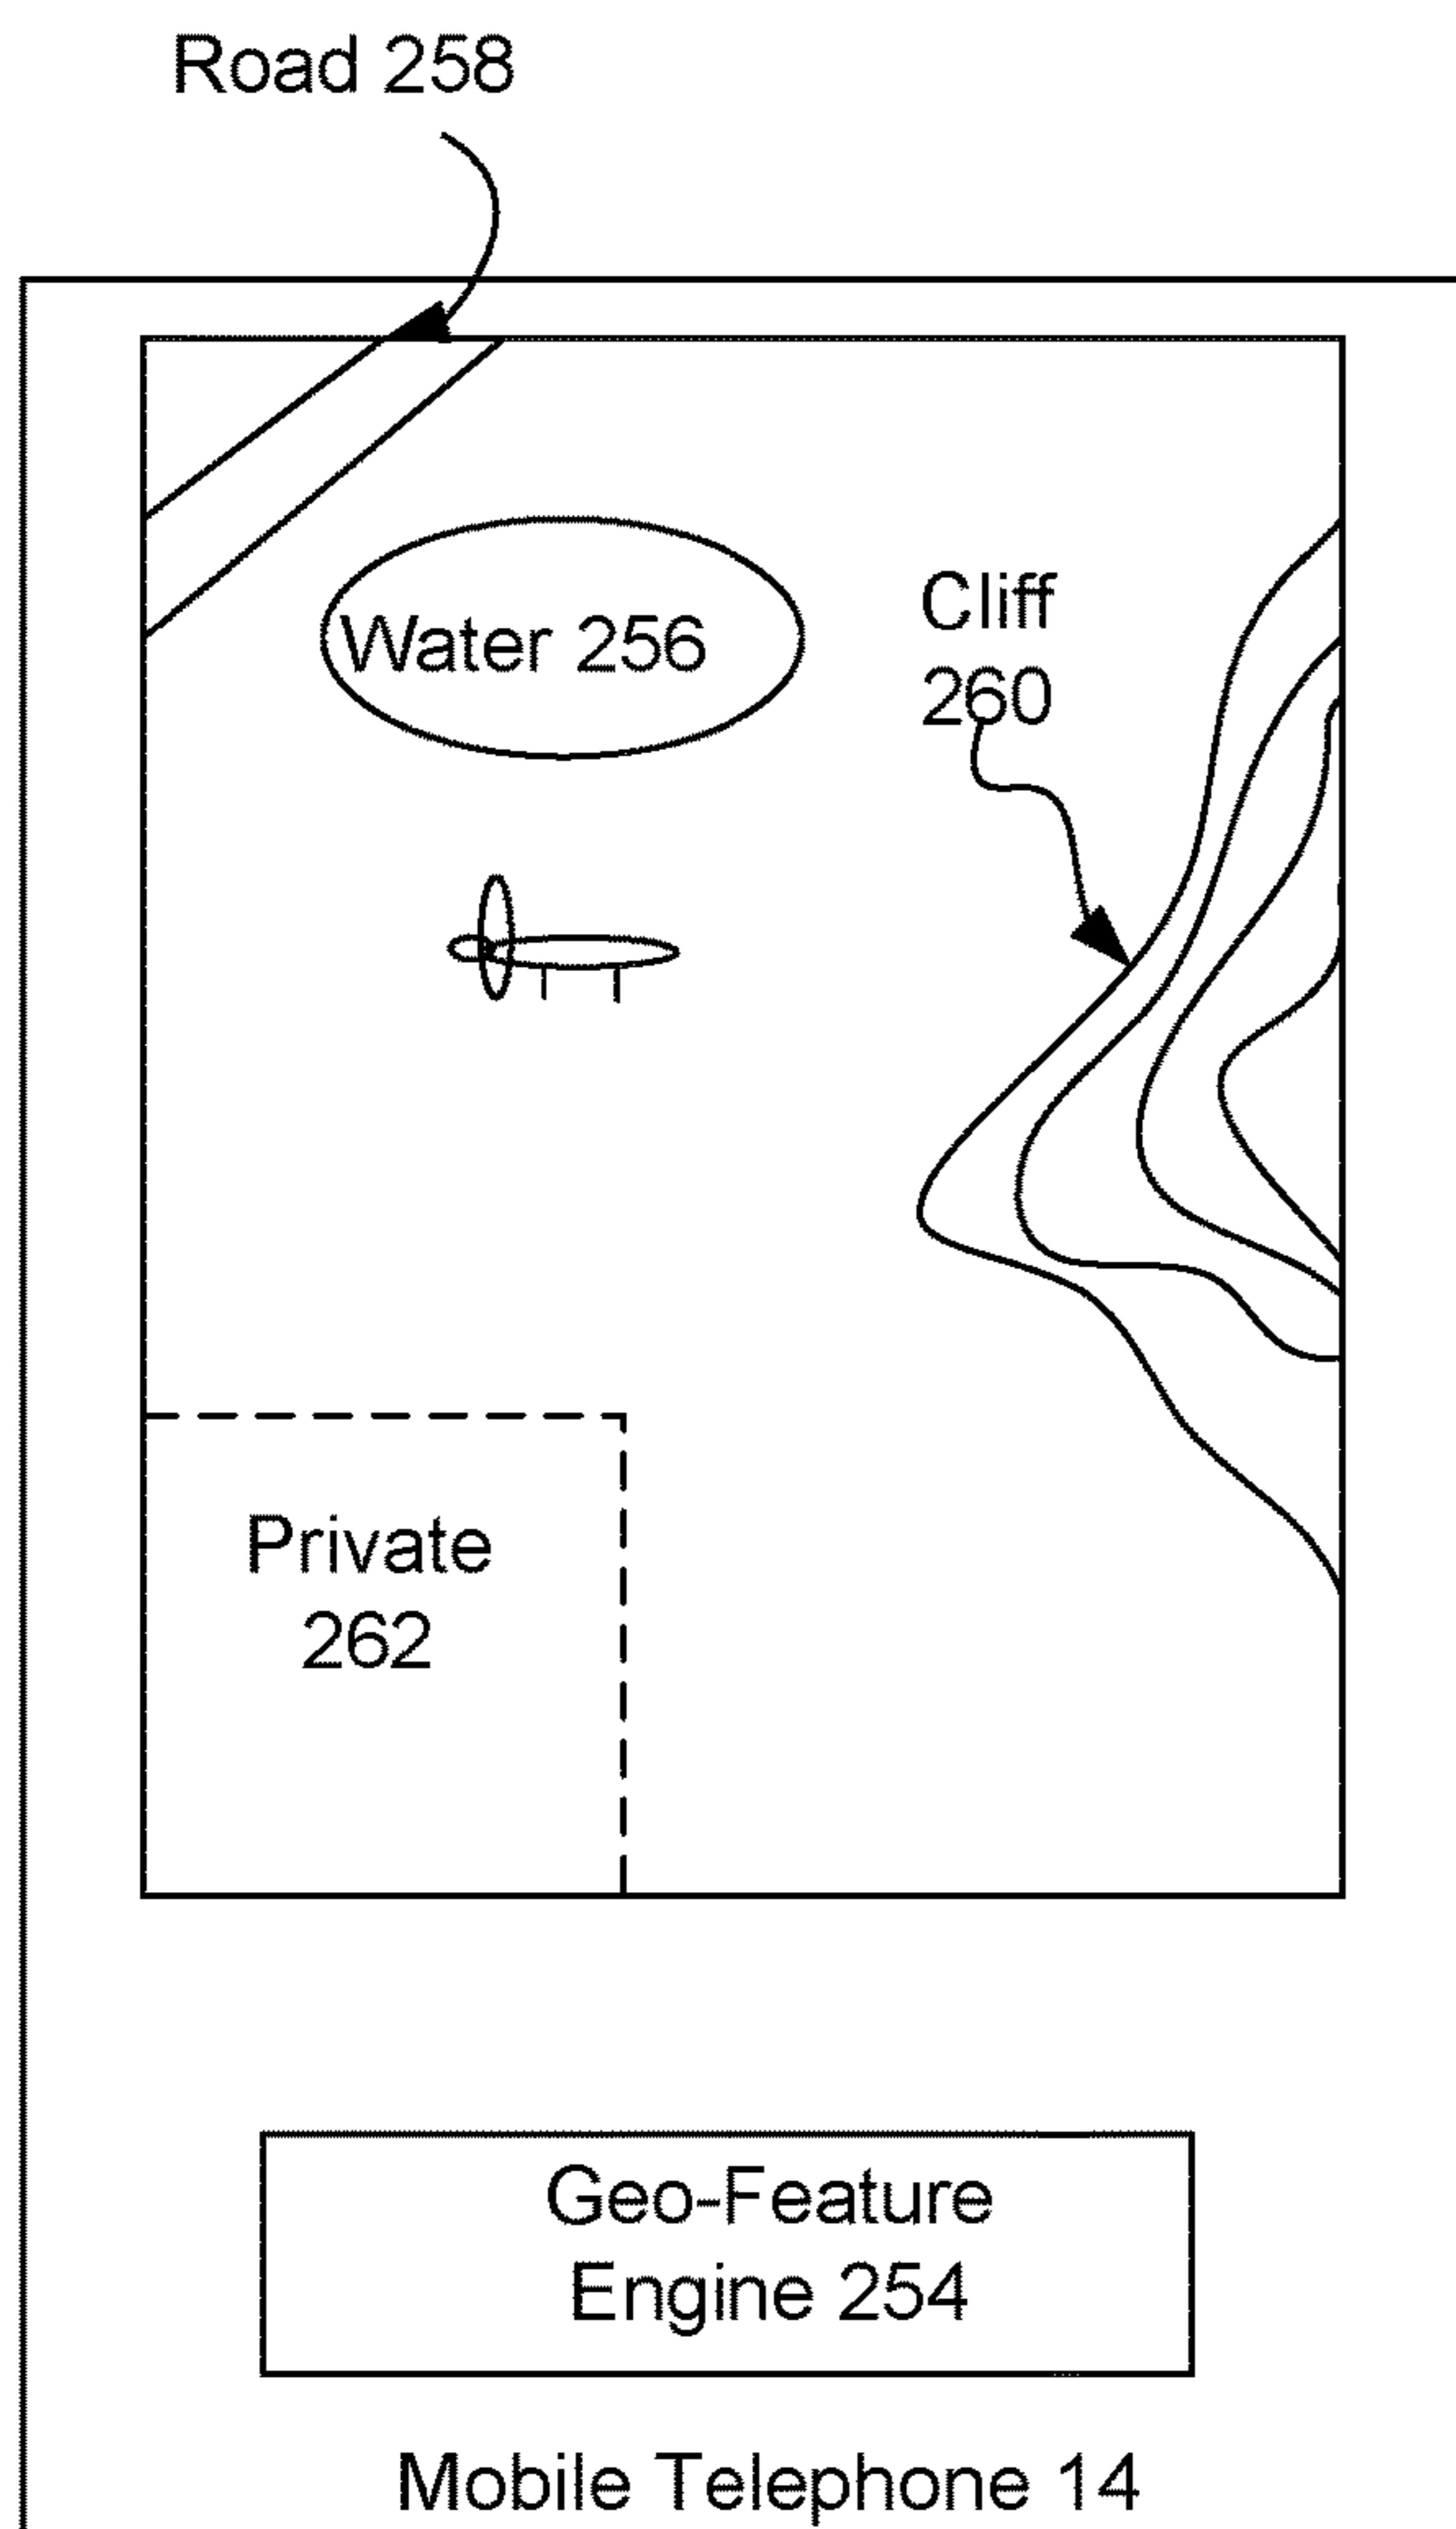 Road 258
Water 256
Cliff
260
Private
262
Geo-Feature
Engine 254
Mobile Telephone 14